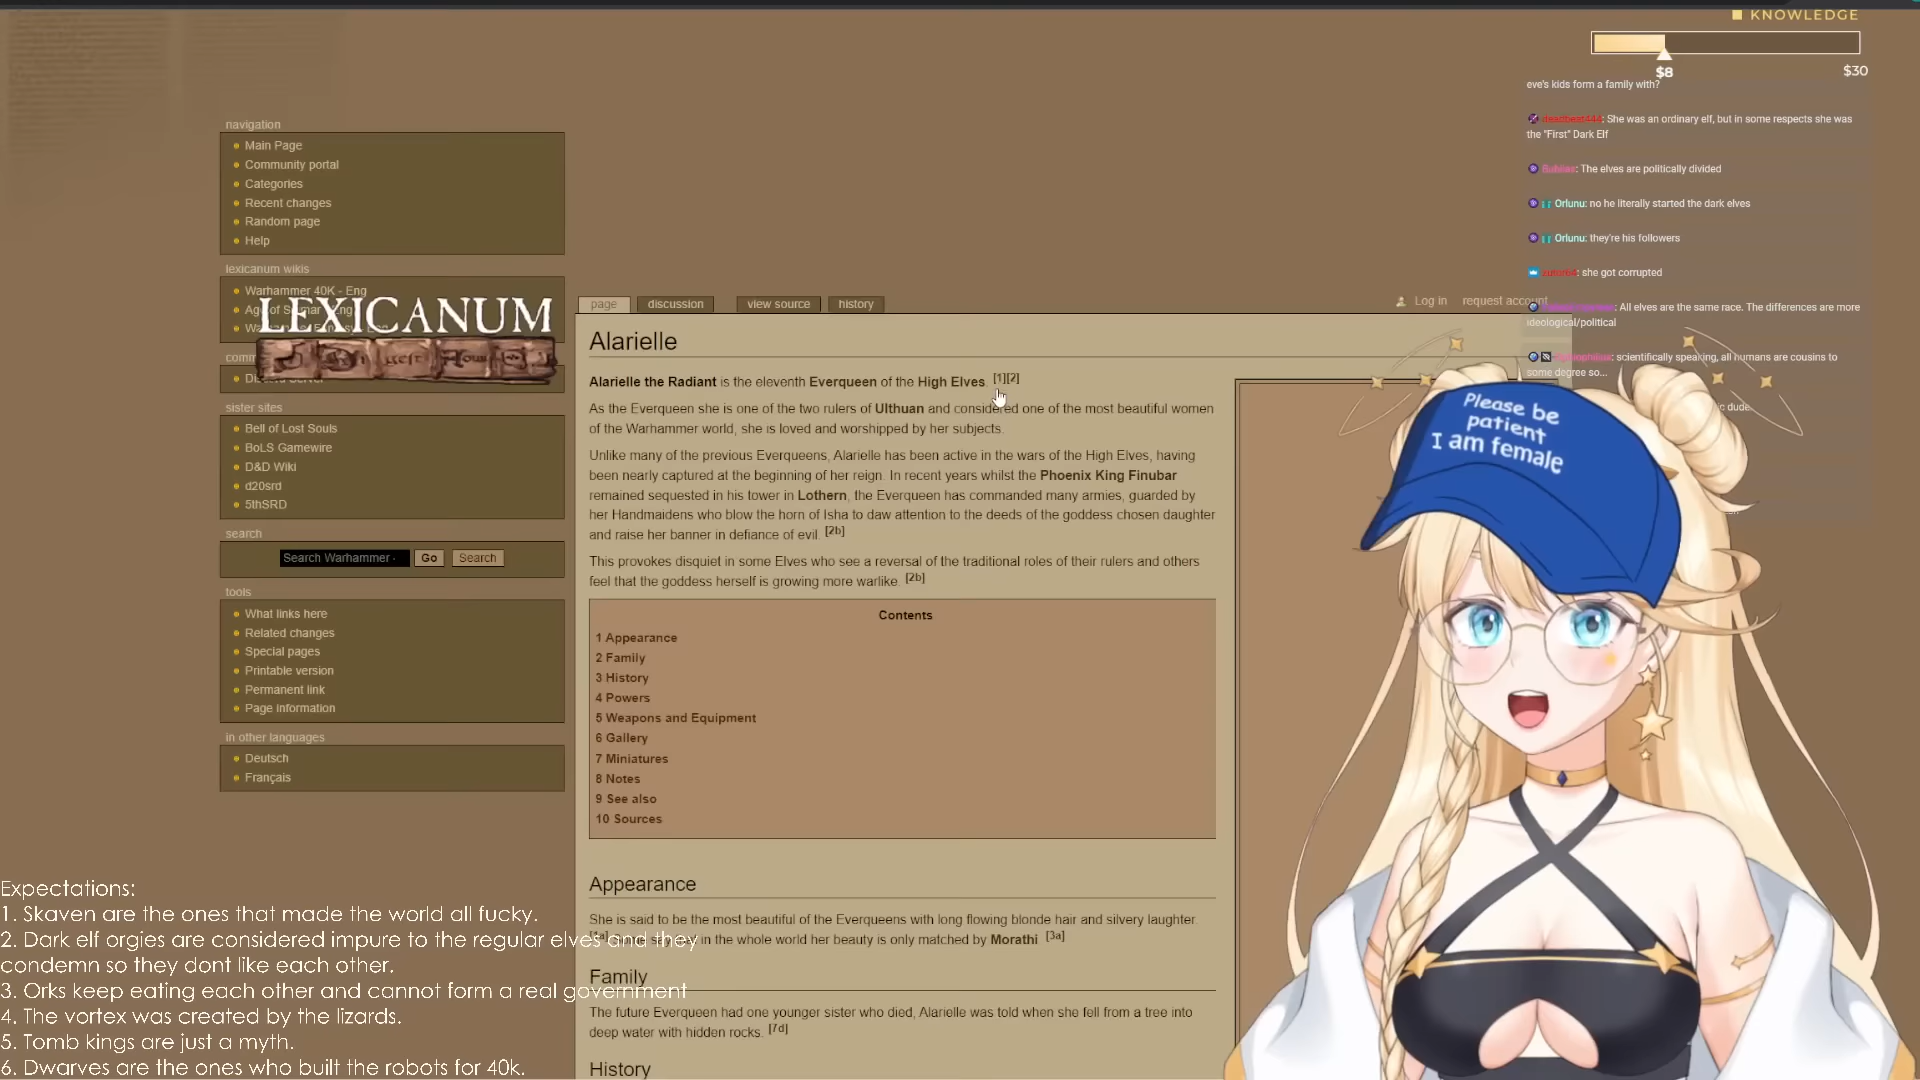 KNOWLEDGE
$8
$30
eve's kids form a family with?
deadbeat444: She was an ordinary elf, but in some respects she was
the "First" Dark Elf
The elves are politically divided
Orlunu: no he literally started the dark elves
Orlunu: they're his followers
she got corrupted
All elves are the same race. The differences are more
ideological/political
scientifically speaking, all humans are cousins to
some degree so...
dude
navigation
Main Page
Community portal
Categories
Recent changes
Random page
Help
lexicanum wikis
Warhammer 40K - Eng
LEXICANUM
sister sites
Bell of Lost Souls
BoLS Gamewire
D&D Wiki
d20srd
5thSRD
search
Search Warhammer
Go
Search
tools
What links here
Related changes
Special pages
Printable version
Permanent link
Page information
in other languages
Deutsch
Français
page
discussion
view source
history
Log in
request account
Alarielle
Alarielle the Radiant is the eleventh Everqueen of the High Elves. [1][2]
As the Everqueen she is one of the two rulers of Ulthuan and considered one of the most beautiful women
of the Warhammer world, she is loved and worshipped by her subjects.
Unlike many of the previous Everqueens, Alarielle has been active in the wars of the High Elves, having
been nearly captured at the beginning of her reign. In recent years whilst the Phoenix King Finubar
remained sequested in his tower in Lothern, the Everqueen has commanded many armies, guarded by
her Handmaidens who blow the horn of Isha to daw attention to the deeds of the goddess chosen daughter
and raise her banner in defiance of evil. [2b]
This provokes disquiet in some Elves who see a reversal of the traditional roles of their rulers and others
feel that the goddess herself is growing more warlike. [2b]
Contents
1 Appearance
2 Family
3 History
4 Powers
5 Weapons and Equipment
6 Gallery
7 Miniatures
8 Notes
9 See also
10 Sources
Appearance
She is said to be the most beautiful of the Everqueens with long flowing blonde hair and silvery laughter.
in the whole world her beauty is only matched by Morathi [3a]
Family
The future Everqueen had one younger sister who died, Alarielle was told when she fell from a tree into
deep water with hidden rocks. [7d]
History
Please be
patient
I am female
Expectations:
1. Skaven are the ones that made the world all fucky.
2. Dark elf orgies are considered impure to the regular elves and they
condemn so they dont like each other.
3. Orks keep eating each other and cannot form a real government
4. The vortex was created by the lizards.
5. Tomb kings are just a myth.
6. Dwarves are the ones who built the robots for 40k.